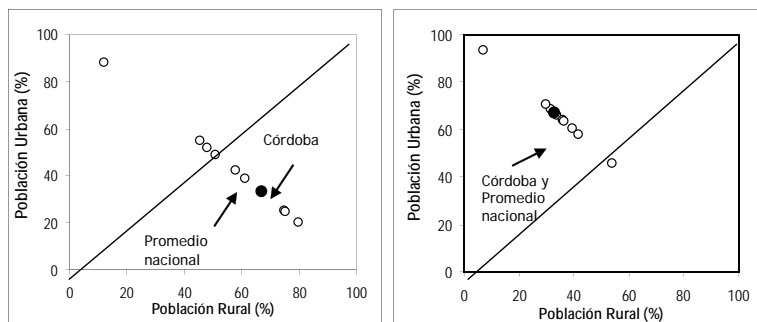 Población Urbana (%)
100
80
60
40
20
0
Córdoba
Promedio
nacional
0 20 40 60 80 100
Población Rural (%)
Población Urbana (%)
100
80
60
40
20
0
Córdoba y
Promedio
nacional
0 20 40 60 80 100
Población Rural (%)